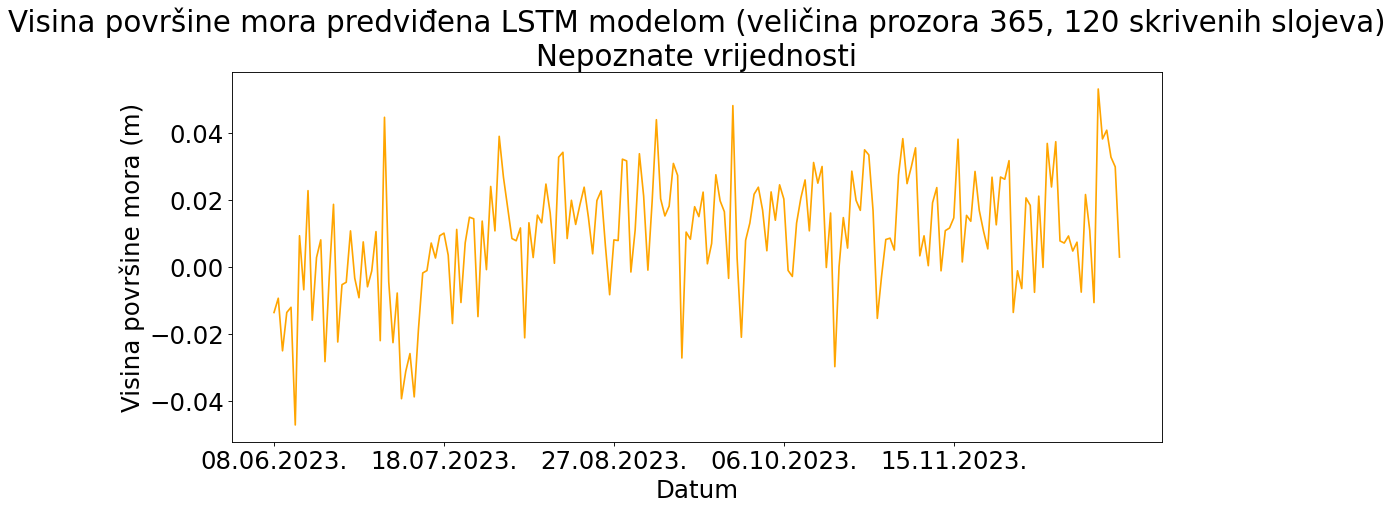 Visina površine mora predviđena LSTM modelom (veličina prozora 365, 120 skrivenih slojeva)
Nepoznate vrijednosti
Visina površine mora (m)
0.04
0.02
0.00
−0.02
−0.04
08.06.2023. 18.07.2023. 27.08.2023. 06.10.2023. 15.11.2023.
Datum